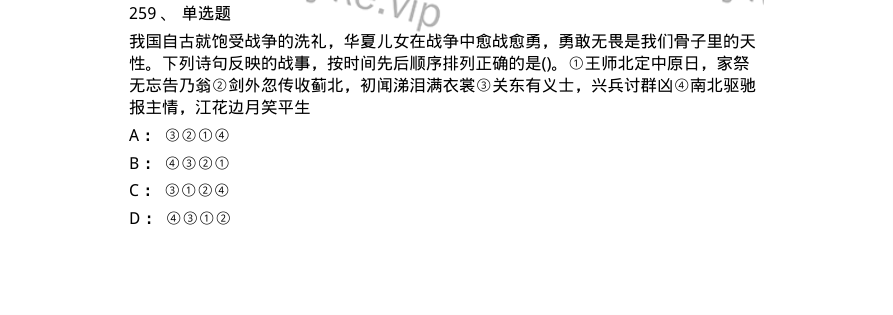 ke.vip
259 、 单选题
我国自古就饱受战争的洗礼，华夏儿女在战争中愈战愈勇，勇敢无畏是我们骨子里的天
性。下列诗句反映的战事，按时间先后顺序排列正确的是()。①王师北定中原日，家祭
无忘告乃翁②剑外忽传收蓟北，初闻涕泪满衣裳③关东有义士，兴兵讨群凶④南北驱驰
报主情，江花边月笑平生
A： ③②①④
B： ④③②①
C： ③①②④
D： ④③①②